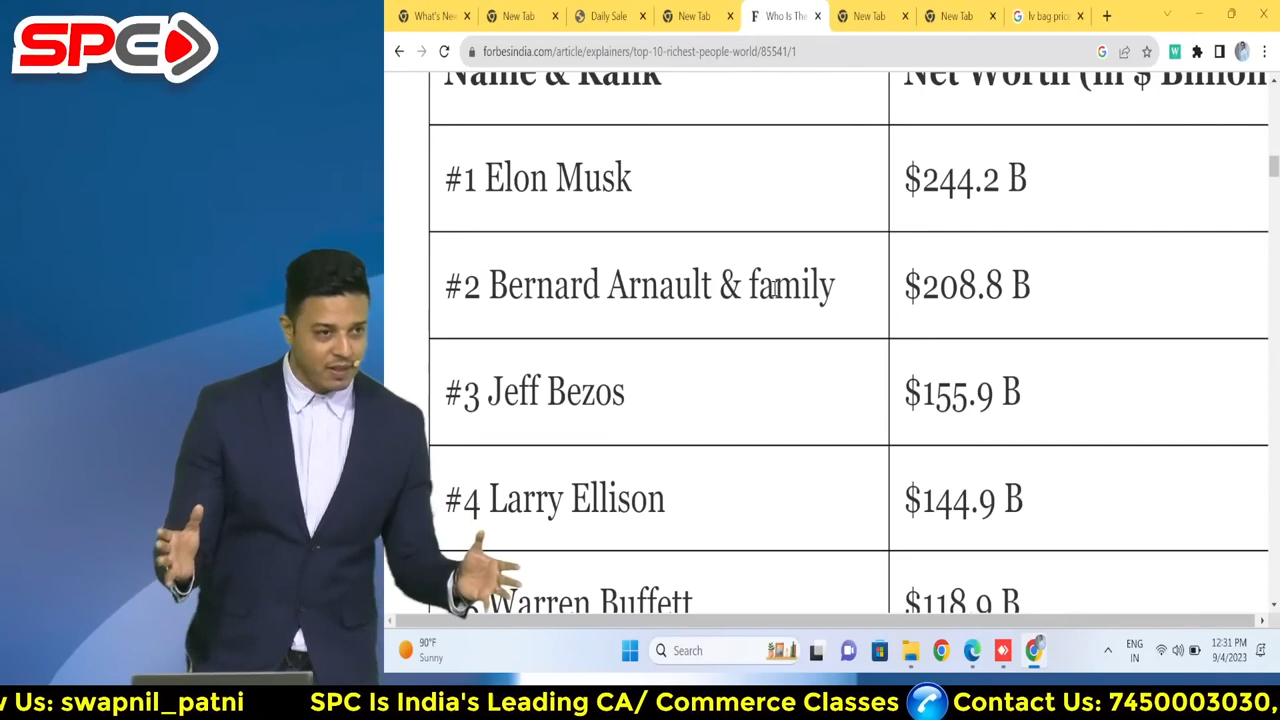 SPC
What's Ne
New Tab
Daily Sale
New Tab
Who Is The
New Tab
New Tab
lv bag price
forbesindia.com/article/explainers/top-10-richest-people-world/85541/1
Name & Rank
Net Worth (in $ Billion
#1 Elon Musk
$244.2 B
#2 Bernard Arnault & family
$208.8 B
#3 Jeff Bezos
$155.9 B
#4 Larry Ellison
$144.9 B
Warren Buffett
$118.9 B
90°F
Sunny
Search
ENG
IN
12:31 PM
9/4/2023
w Us: swapnil_patni
SPC Is India's Leading CA/ Commerce Classes
Contact Us: 7450003030,